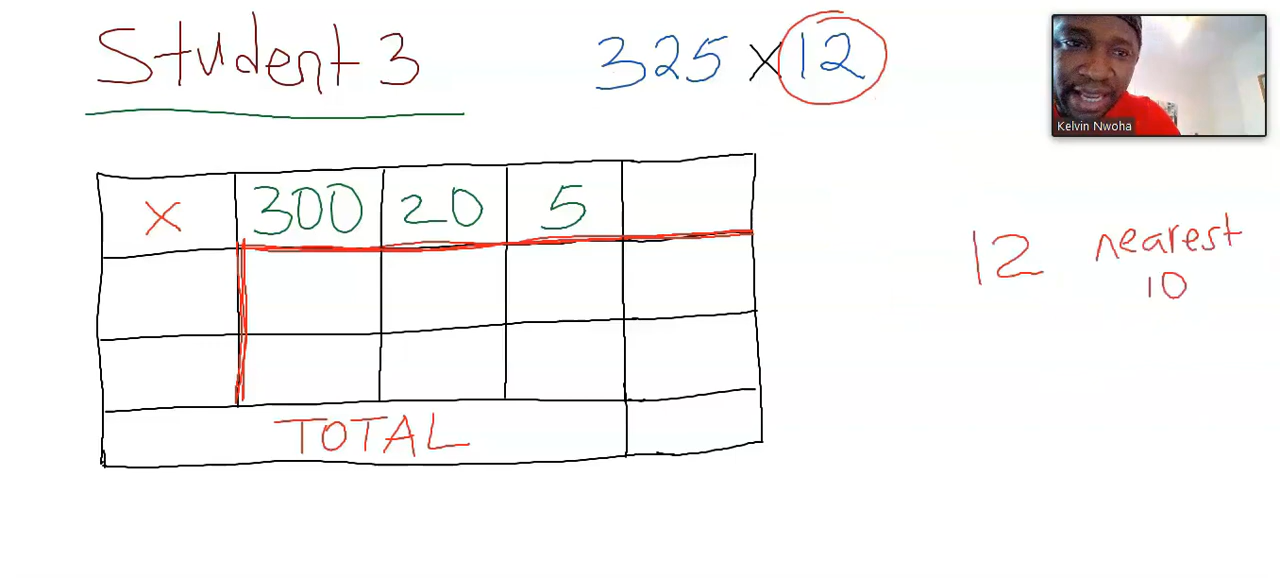 Student 3
325 × 12
Kelvin Nwoha
× 300 20 5
12 nearest
10
TOTAL